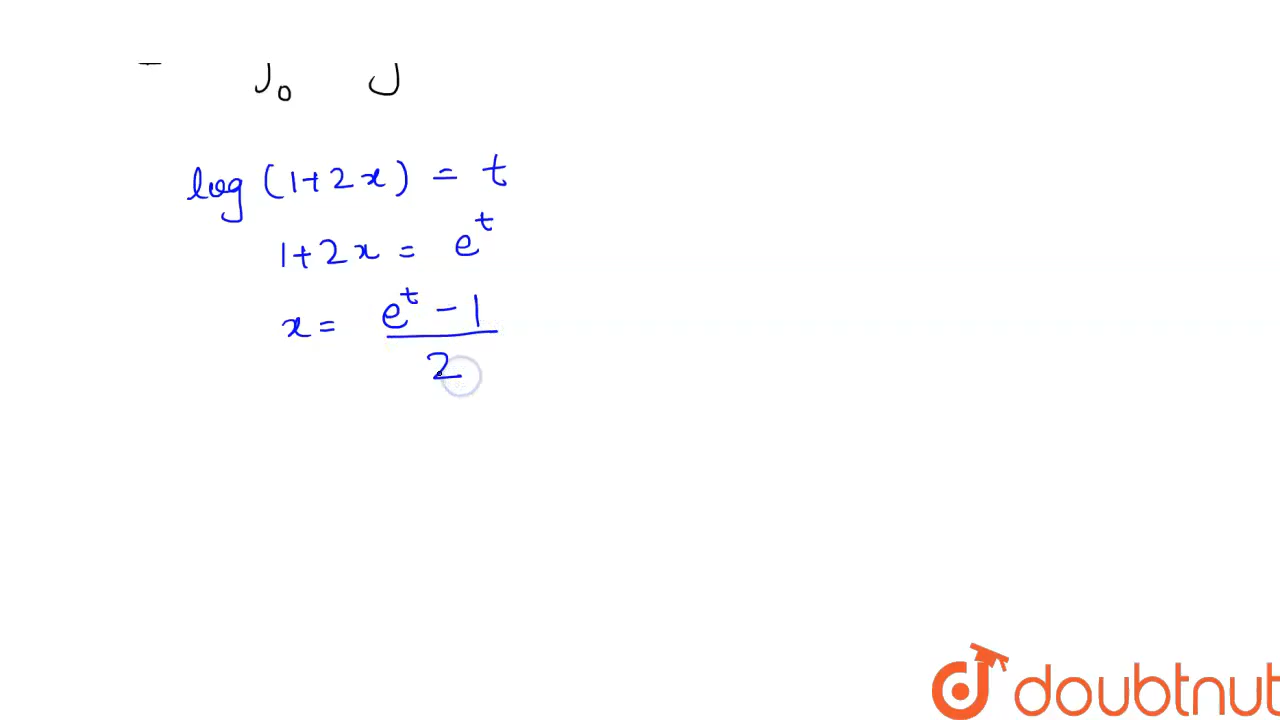 log (1+2x) = t
1+2x = e^t
x = (e^t - 1)/2
doubtnut